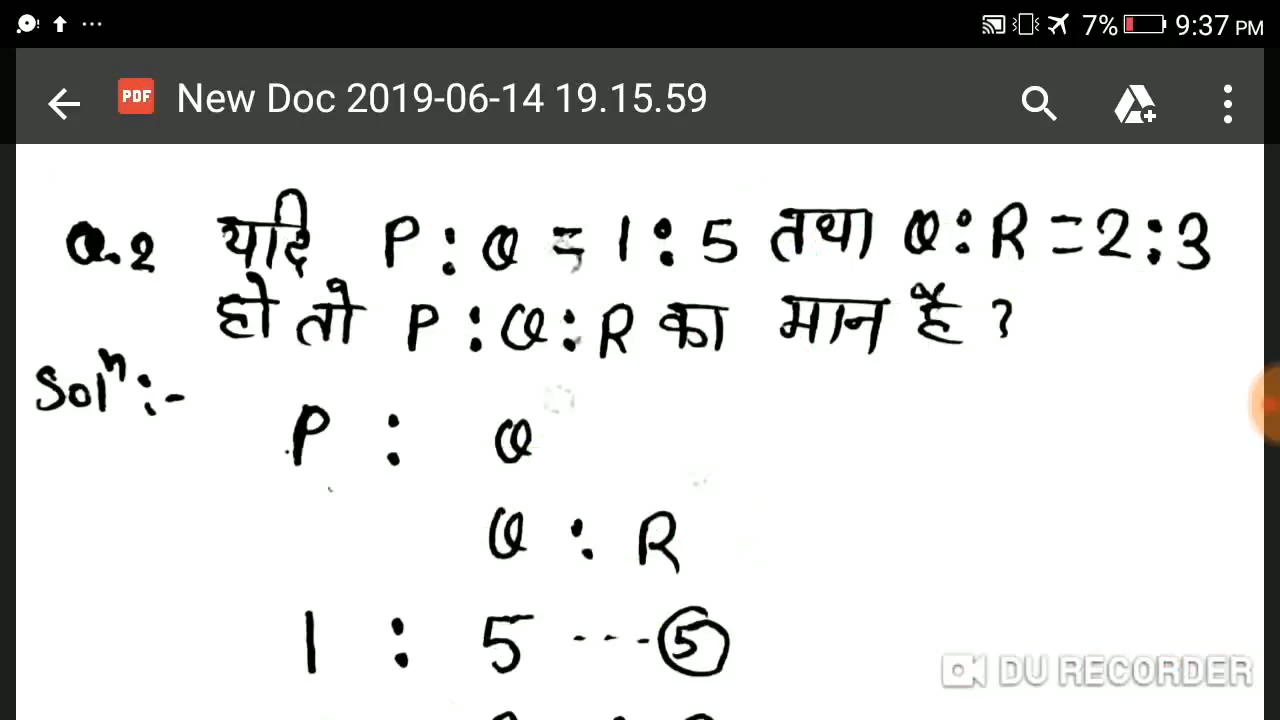 7% 9:37 PM
PDF New Doc 2019-06-14 19.15.59
Q.2 यदि P : Q = 1 : 5 तथा Q : R = 2 : 3
हो तो P : Q : R का मान है ?
Solⁿ :-
P : Q
Q : R
1 : 5 --- 5
DU RECORDER